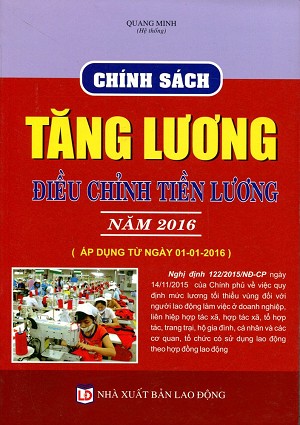 QUANG MINH
(Hệ thống)
CHÍNH SÁCH
TĂNG LƯƠNG
ĐIỀU CHỈNH TIỀN LƯƠNG
NĂM 2016
( ÁP DỤNG TỪ NGÀY 01-01-2016 )
Nghị định 122/2015/NĐ-CP ngày
14/11/2015 của Chính phủ về việc quy
định mức lương tối thiểu vùng đối với
người lao động làm việc ở doanh nghiệp,
liên hiệp hợp tác xã, hợp tác xã, tổ hợp
tác, trang trại, hộ gia đình, cá nhân và các
cơ quan, tổ chức có sử dụng lao động
theo hợp đồng lao động
LĐ NHÀ XUẤT BẢN LAO ĐỘNG